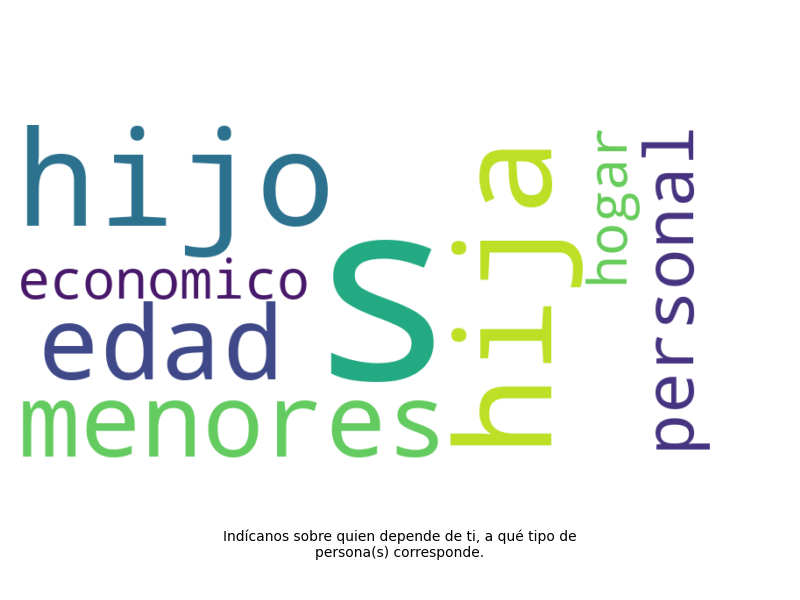 hijo
economico
edad
menores
s
hija
hogar
personal
Indícanos sobre quien depende de ti, a qué tipo de
persona(s) corresponde.